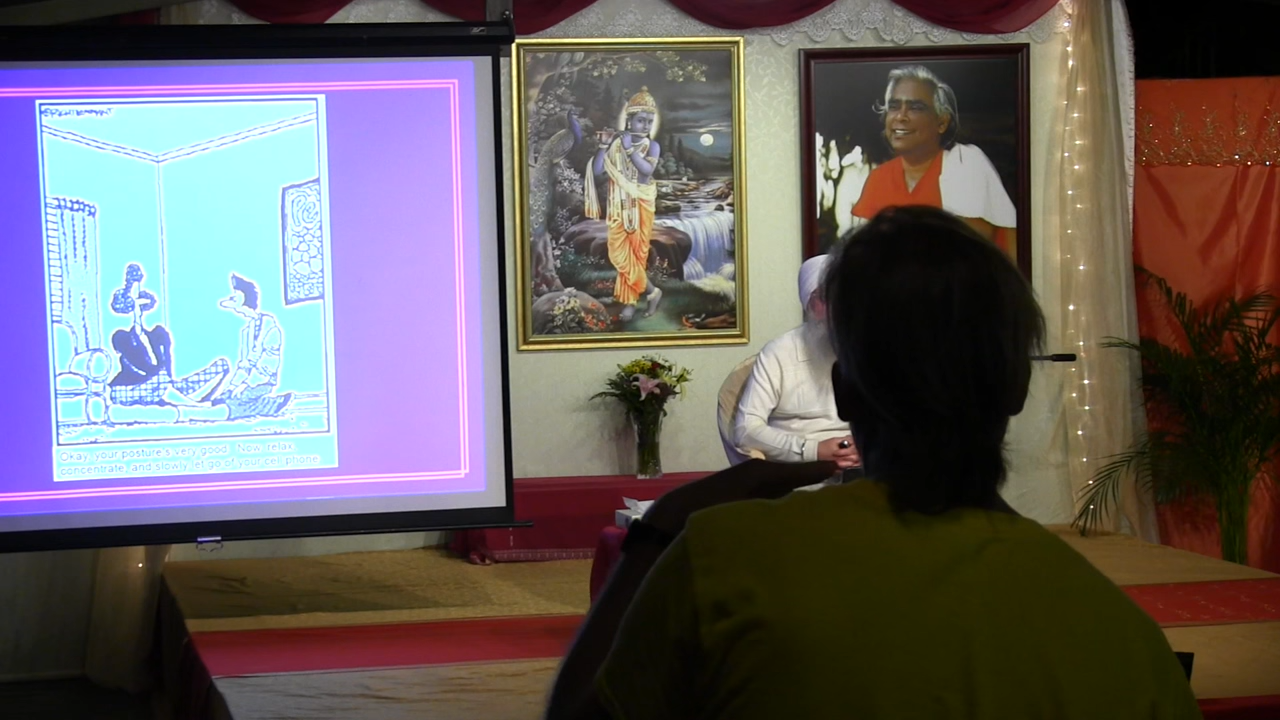 Okay, your posture's very good. Now, relax,
concentrate, and slowly, let go of your cell phone.